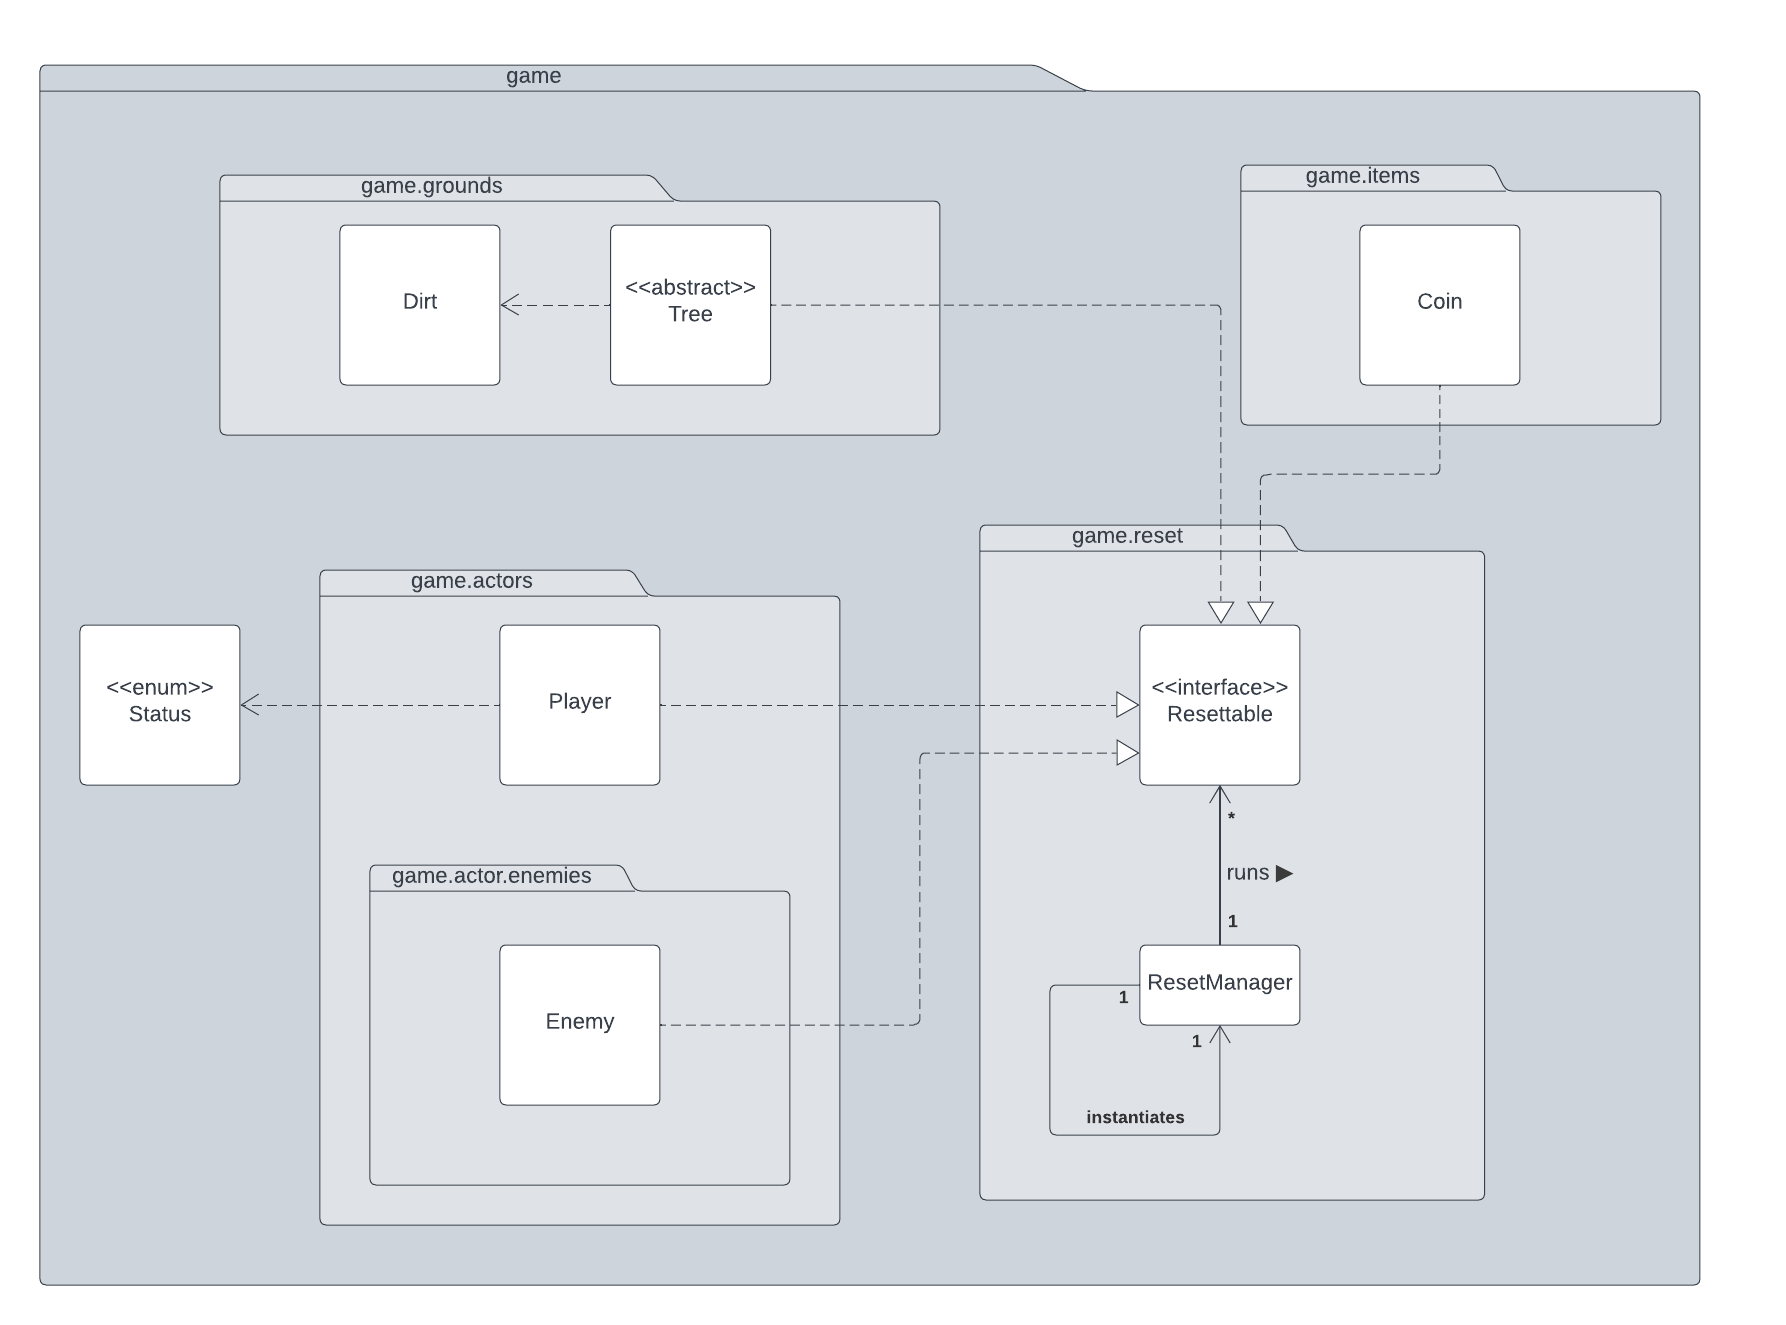 game
game.grounds
game.items
Dirt
<<abstract>>
Tree
Coin
game.reset
game.actors
<<enum>>
Status
Player
<<interface>>
Resettable
*
runs ▶
1
game.actor.enemies
Enemy
ResetManager
1
1
instantiates